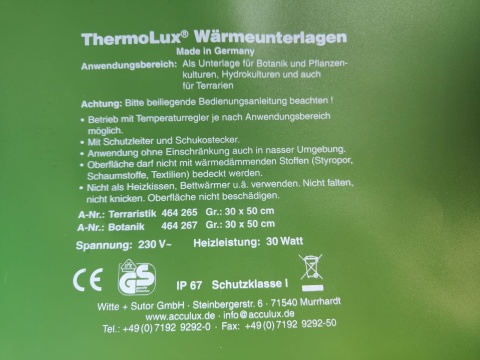 ThermoLux® Wärmeunterlagen
Made in Germany
Anwendungsbereich: Als Unterlage für Botanik und Pflanzen-
kulturen, Hydrokulturen und auch
für Terrarien
Achtung: Bitte beiliegende Bedienungsanleitung beachten !
• Betrieb mit Temperaturregler je nach Anwendungsbereich
möglich.
• Mit Schutzleiter und Schukostecker.
• Anwendung ohne Einschränkung auch in nasser Umgebung.
• Oberfläche darf nicht mit wärmedämmenden Stoffen (Styropor,
Schaumstoffe, Textilien) bedeckt werden.
• Nicht als Heizkissen, Bettwärmer u.ä. verwenden. Nicht falten,
nicht knicken. Oberfläche nicht beschädigen.
A-Nr.: Terraristik 464 265 Gr.: 30 x 50 cm
A-Nr.: Botanik 464 267 Gr.: 30 x 50 cm
Spannung: 230 V~ Heizleistung: 30 Watt
CE GS IP 67 Schutzklasse I
Witte + Sutor GmbH · Steinbergerstr. 6 · 71540 Murrhardt
www.acculux.de · info@acculux.de
Tel.: +49 (0) 7192 9292-0 · Fax: +49 (0) 7192 9292-50